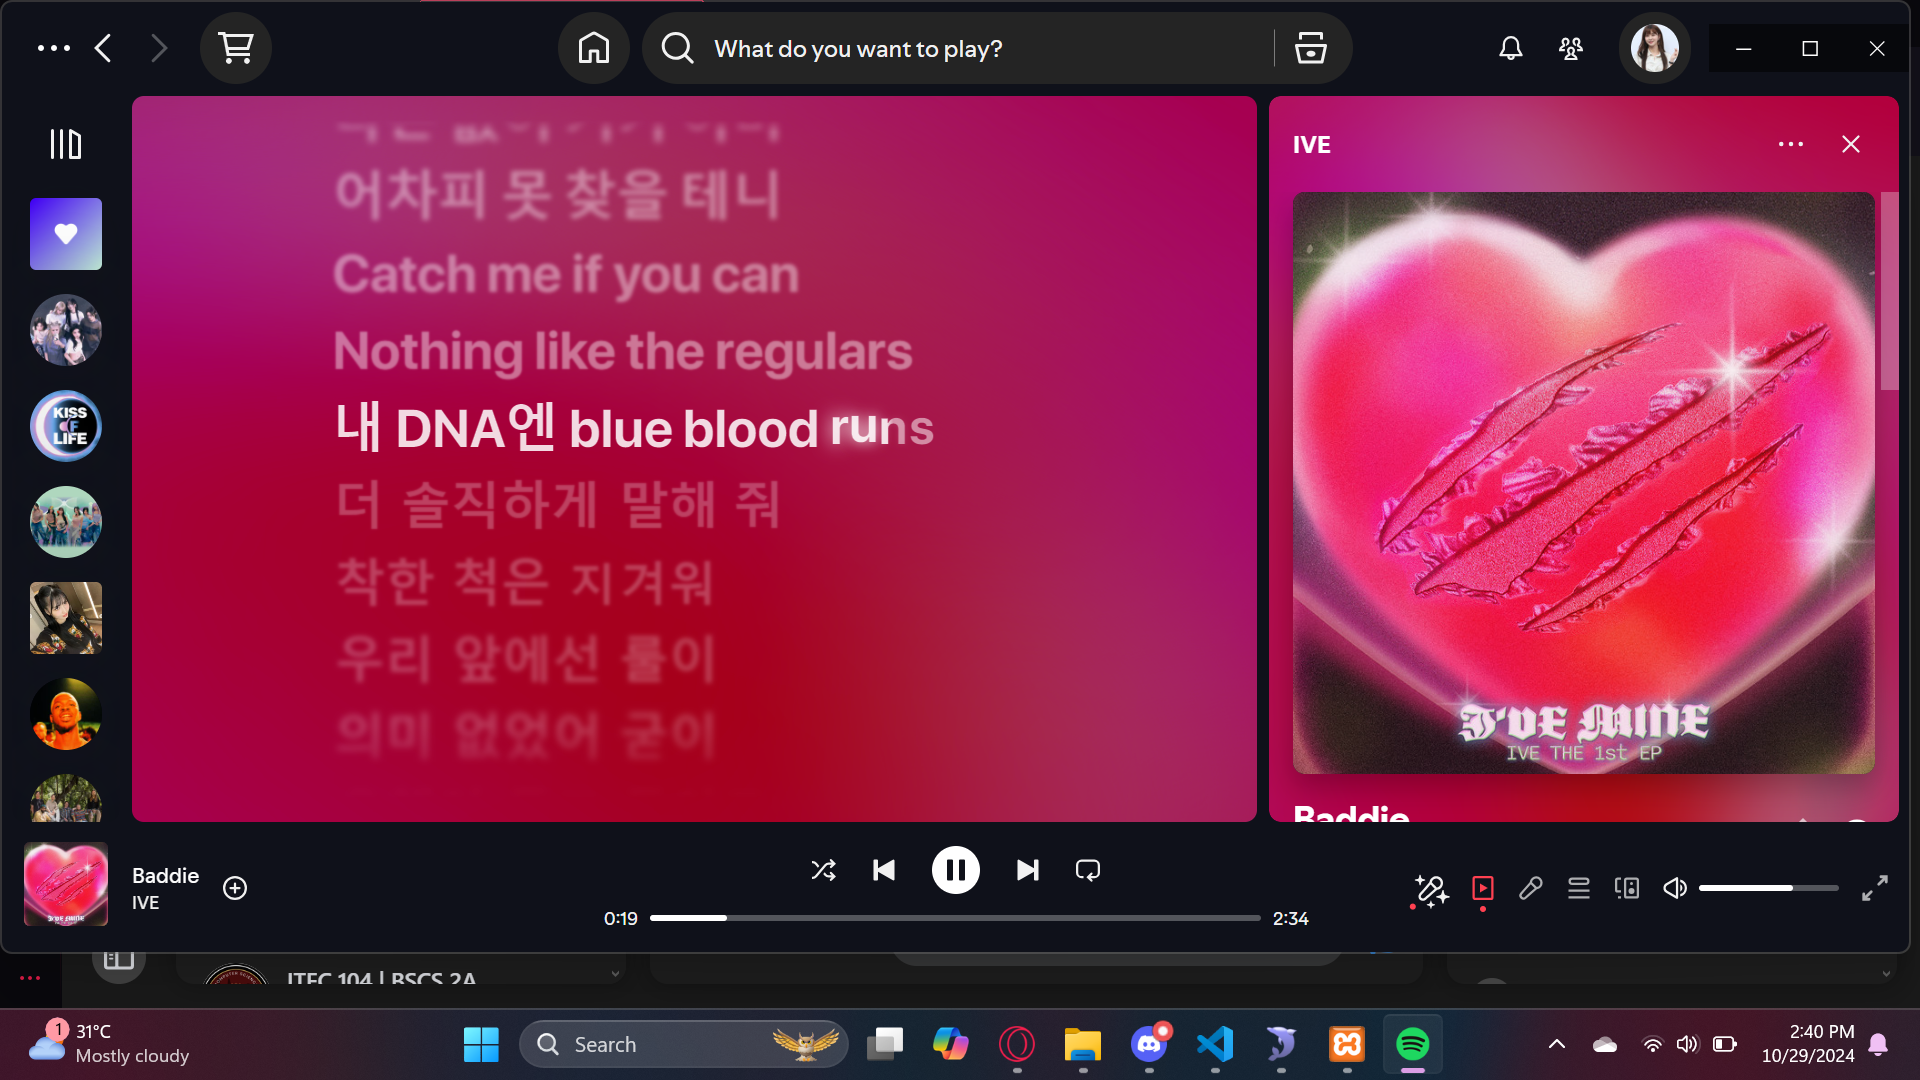 What do you want to play?
어차피 못 찾을 테니
Catch me if you can
Nothing like the regulars
내 DNA엔 blue blood runs
더 솔직하게 말해 줘
착한 척은 지겨워
우리 앞에선 룰이
의미 없었어 굳이
IVE
I'VE MINE
IVE THE 1st EP
Baddie
KISS
OF
LIFE
Baddie
IVE
0:19
2:34
ITEC 104 | BSCS 2A
1
31°C
Mostly cloudy
Search
2:40 PM
10/29/2024